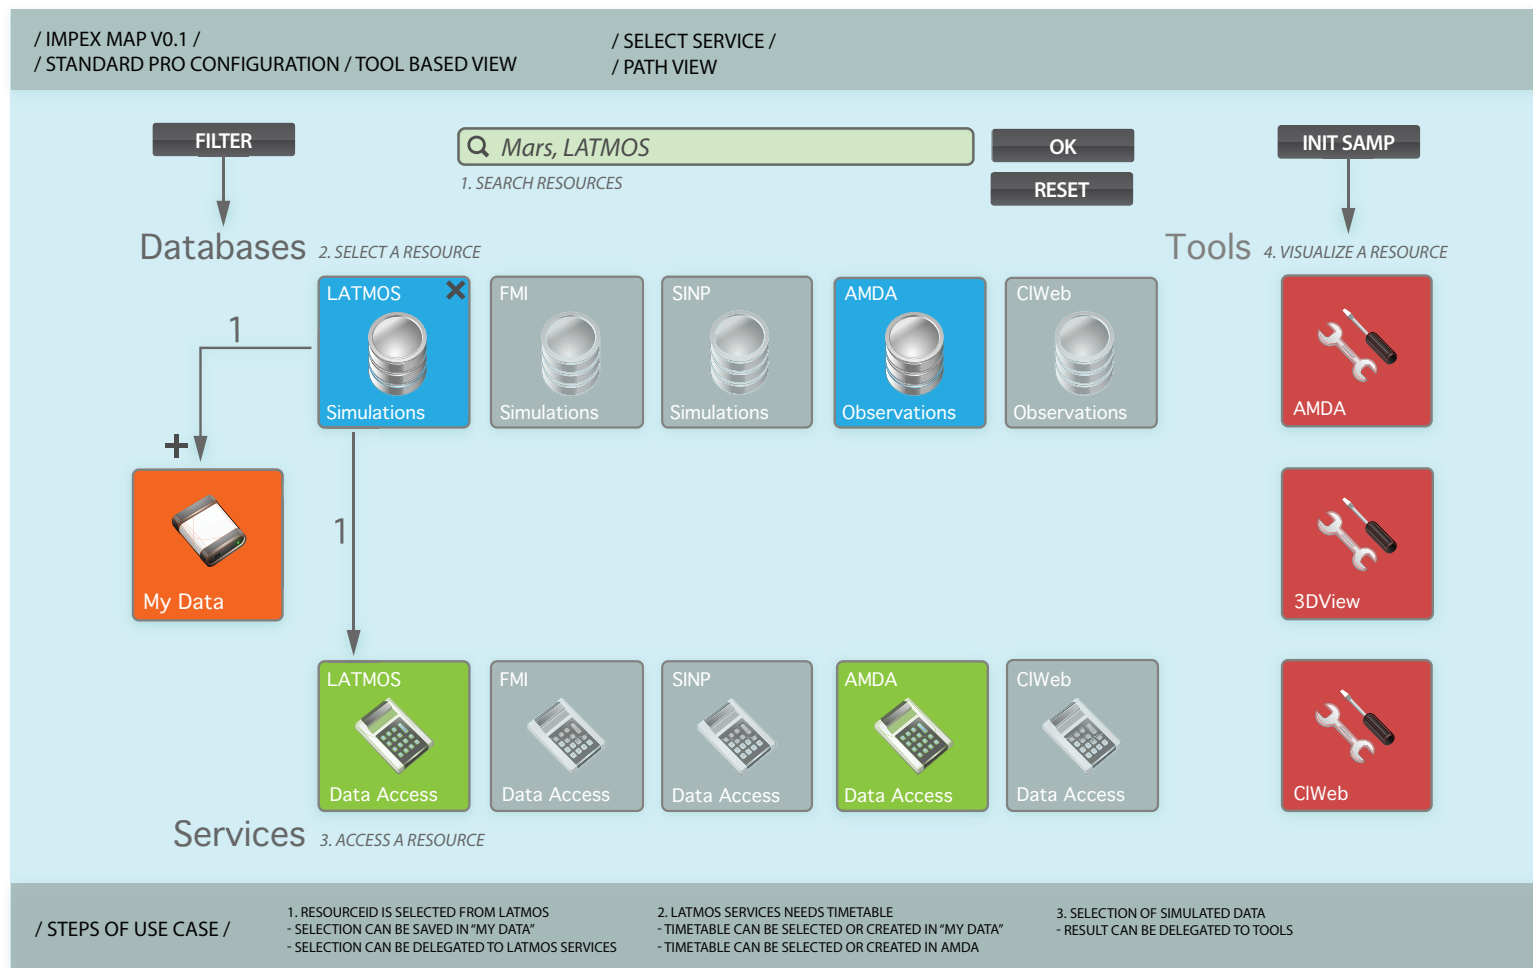 / IMPEX MAP V0.1 /
/ STANDARD PRO CONFIGURATION / TOOL BASED VIEW
/ SELECT SERVICE /
/ PATH VIEW
FILTER
Mars, LATMOS
OK
INIT SAMP
1. SEARCH RESOURCES
RESET
Databases
2. SELECT A RESOURCE
Tools
4. VISUALIZE A RESOURCE
LATMOS
Simulations
FMI
Simulations
SINP
Simulations
AMDA
Observations
ClWeb
Observations
AMDA
1
+
My Data
1
3DView
LATMOS
Data Access
FMI
Data Access
SINP
Data Access
AMDA
Data Access
ClWeb
Data Access
ClWeb
Services
3. ACCESS A RESOURCE
/ STEPS OF USE CASE /
1. RESOURCEID IS SELECTED FROM LATMOS
- SELECTION CAN BE SAVED IN "MY DATA"
- SELECTION CAN BE DELEGATED TO LATMOS SERVICES
2. LATMOS SERVICES NEEDS TIMETABLE
- TIMETABLE CAN BE SELECTED OR CREATED IN "MY DATA"
- TIMETABLE CAN BE SELECTED OR CREATED IN AMDA
3. SELECTION OF SIMULATED DATA
- RESULT CAN BE DELEGATED TO TOOLS